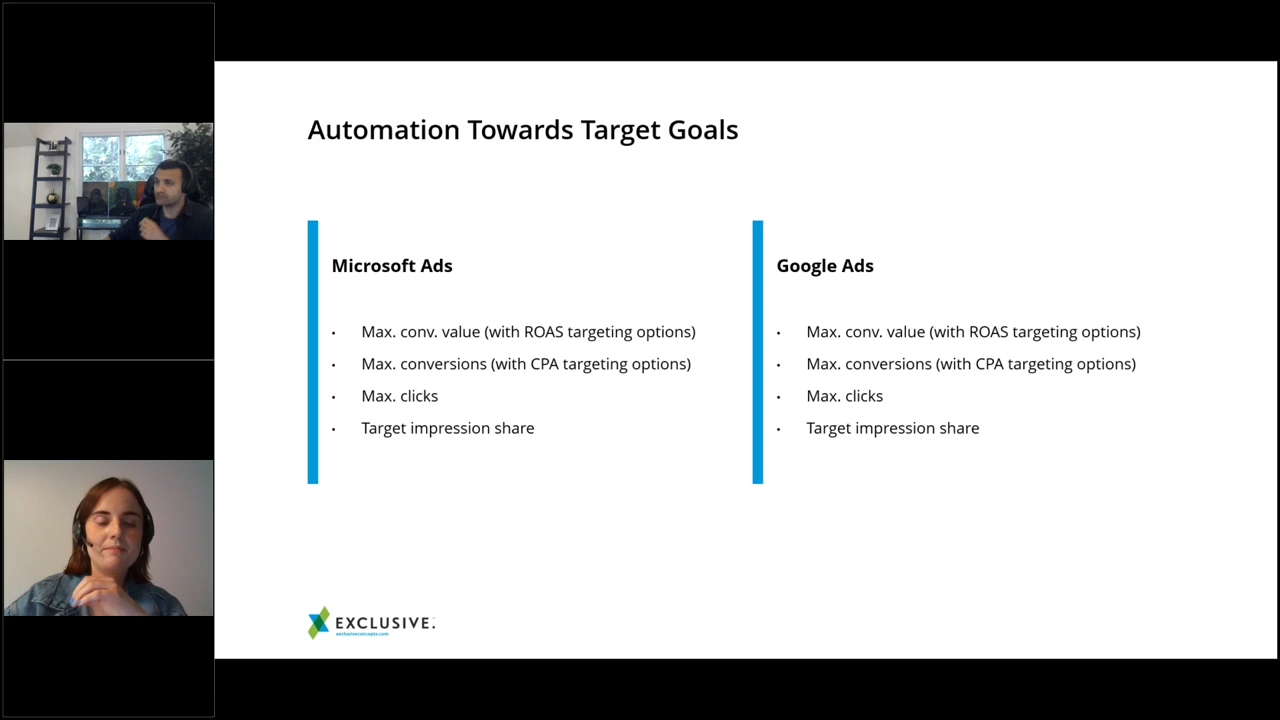 Automation Towards Target Goals
Microsoft Ads
• Max. conv. value (with ROAS targeting options)
• Max. conversions (with CPA targeting options)
• Max. clicks
• Target impression share
Google Ads
• Max. conv. value (with ROAS targeting options)
• Max. conversions (with CPA targeting options)
• Max. clicks
• Target impression share
EXCLUSIVE.
exclusiveconcepts.com